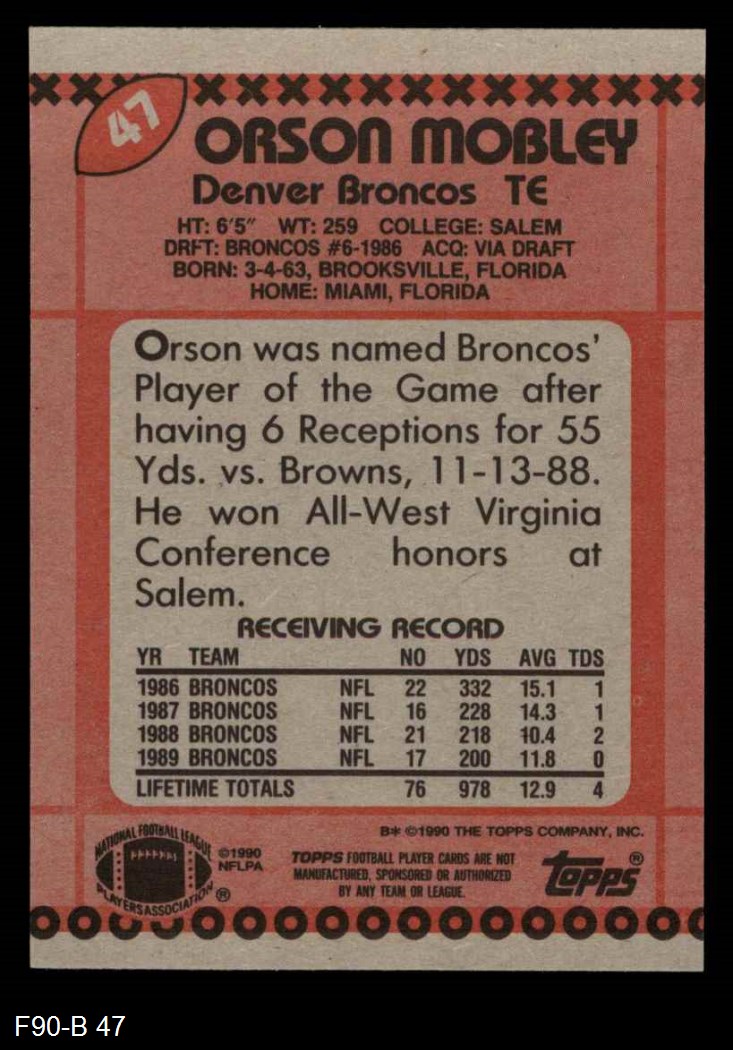 47
ORSON MOBLEY
Denver Broncos TE
HT: 6'5" WT: 259 COLLEGE: SALEM
DRFT: BRONCOS #6-1986 ACQ: VIA DRAFT
BORN: 3-4-63, BROOKSVILLE, FLORIDA
HOME: MIAMI, FLORIDA
Orson was named Broncos'
Player of the Game after
having 6 Receptions for 55
Yds. vs. Browns, 11-13-88.
He won All-West Virginia
Conference honors at
Salem.
RECEIVING RECORD
YR TEAM NO YDS AVG TDS
1986 BRONCOS NFL 22 332 15.1 1
1987 BRONCOS NFL 16 228 14.3 1
1988 BRONCOS NFL 21 218 10.4 2
1989 BRONCOS NFL 17 200 11.8 0
LIFETIME TOTALS 76 978 12.9 4
B* ©1990 THE TOPPS COMPANY, INC.
NATIONAL FOOTBALL LEAGUE
PLAYERS ASSOCIATION ®
©1990
NFLPA
TOPPS FOOTBALL PLAYER CARDS ARE NOT
MANUFACTURED, SPONSORED OR AUTHORIZED
BY ANY TEAM OR LEAGUE.
topps®
F90-B 47